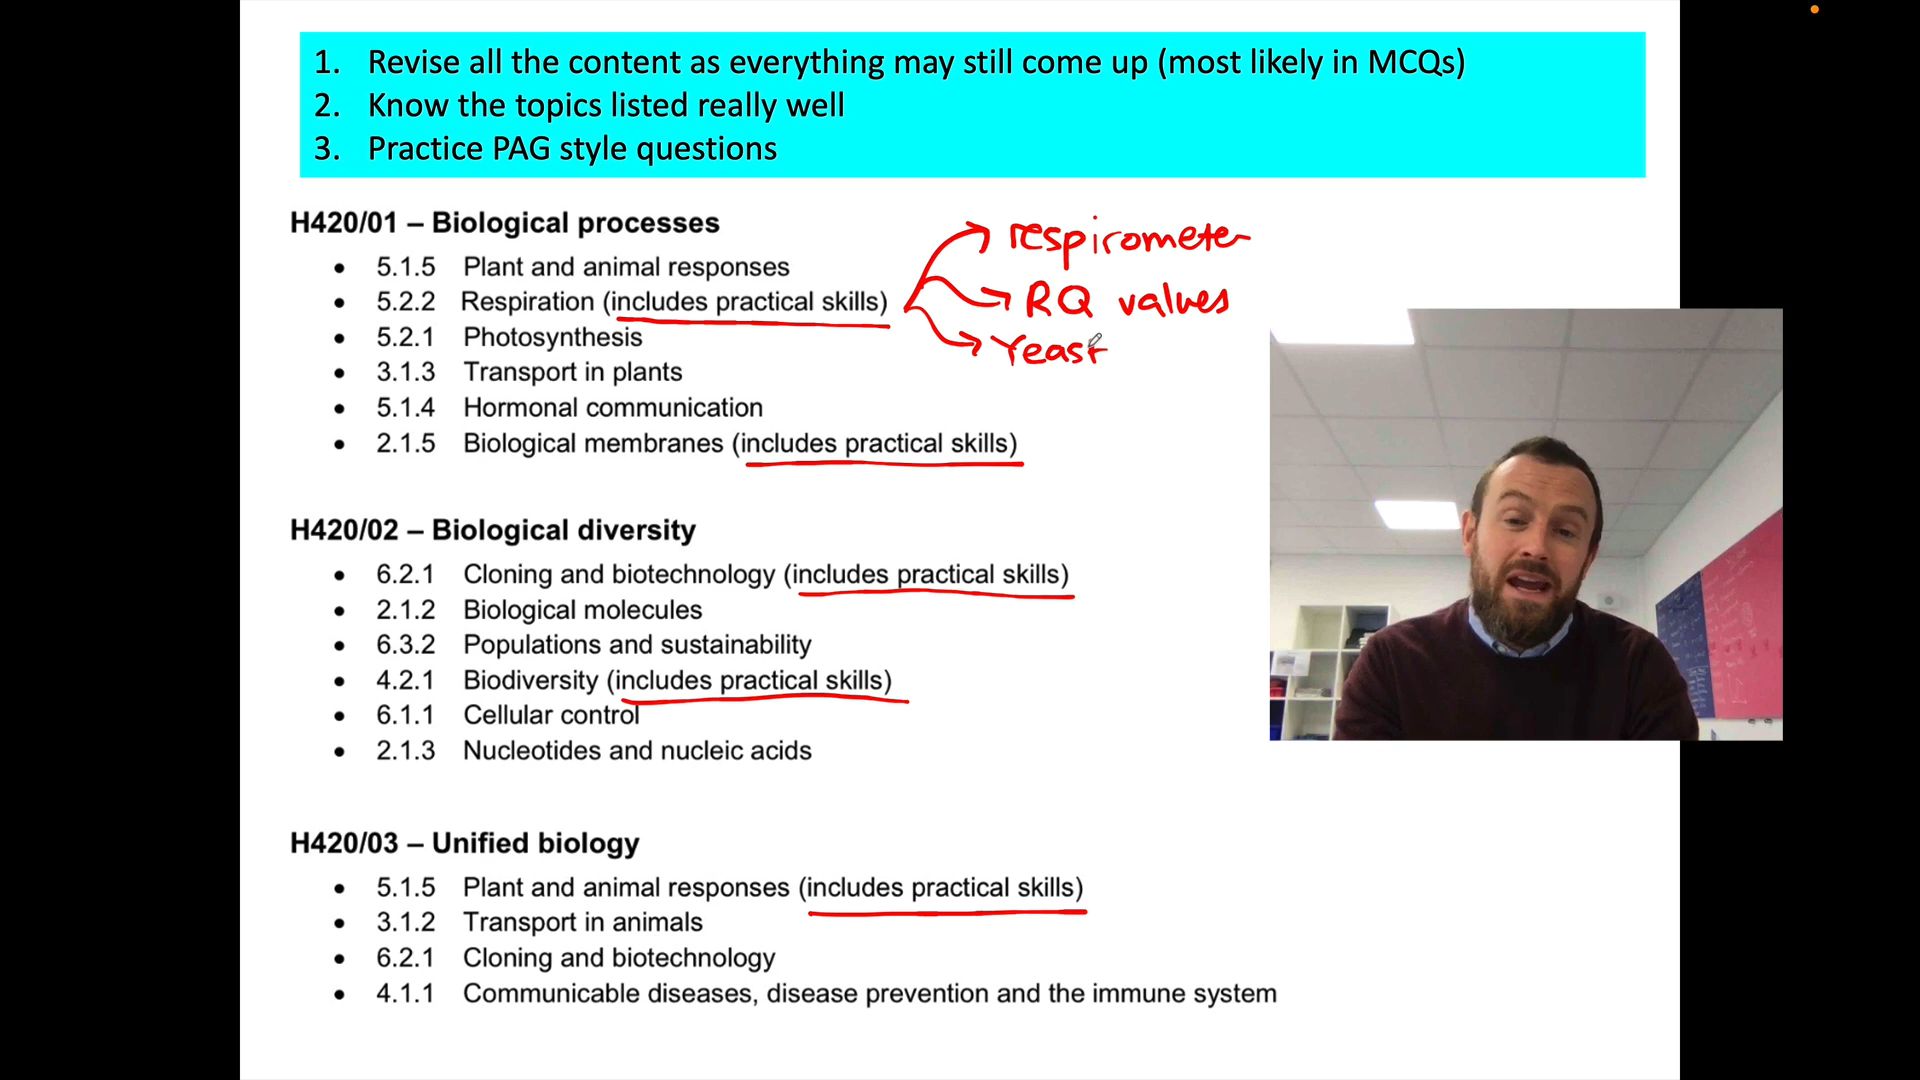 1. Revise all the content as everything may still come up (most likely in MCQs)
2. Know the topics listed really well
3. Practice PAG style questions
H420/01 – Biological processes
• 5.1.5 Plant and animal responses
• 5.2.2 Respiration (includes practical skills)
• 5.2.1 Photosynthesis
• 3.1.3 Transport in plants
• 5.1.4 Hormonal communication
• 2.1.5 Biological membranes (includes practical skills)
respirometer
RQ values
Yeast
H420/02 – Biological diversity
• 6.2.1 Cloning and biotechnology (includes practical skills)
• 2.1.2 Biological molecules
• 6.3.2 Populations and sustainability
• 4.2.1 Biodiversity (includes practical skills)
• 6.1.1 Cellular control
• 2.1.3 Nucleotides and nucleic acids
H420/03 – Unified biology
• 5.1.5 Plant and animal responses (includes practical skills)
• 3.1.2 Transport in animals
• 6.2.1 Cloning and biotechnology
• 4.1.1 Communicable diseases, disease prevention and the immune system